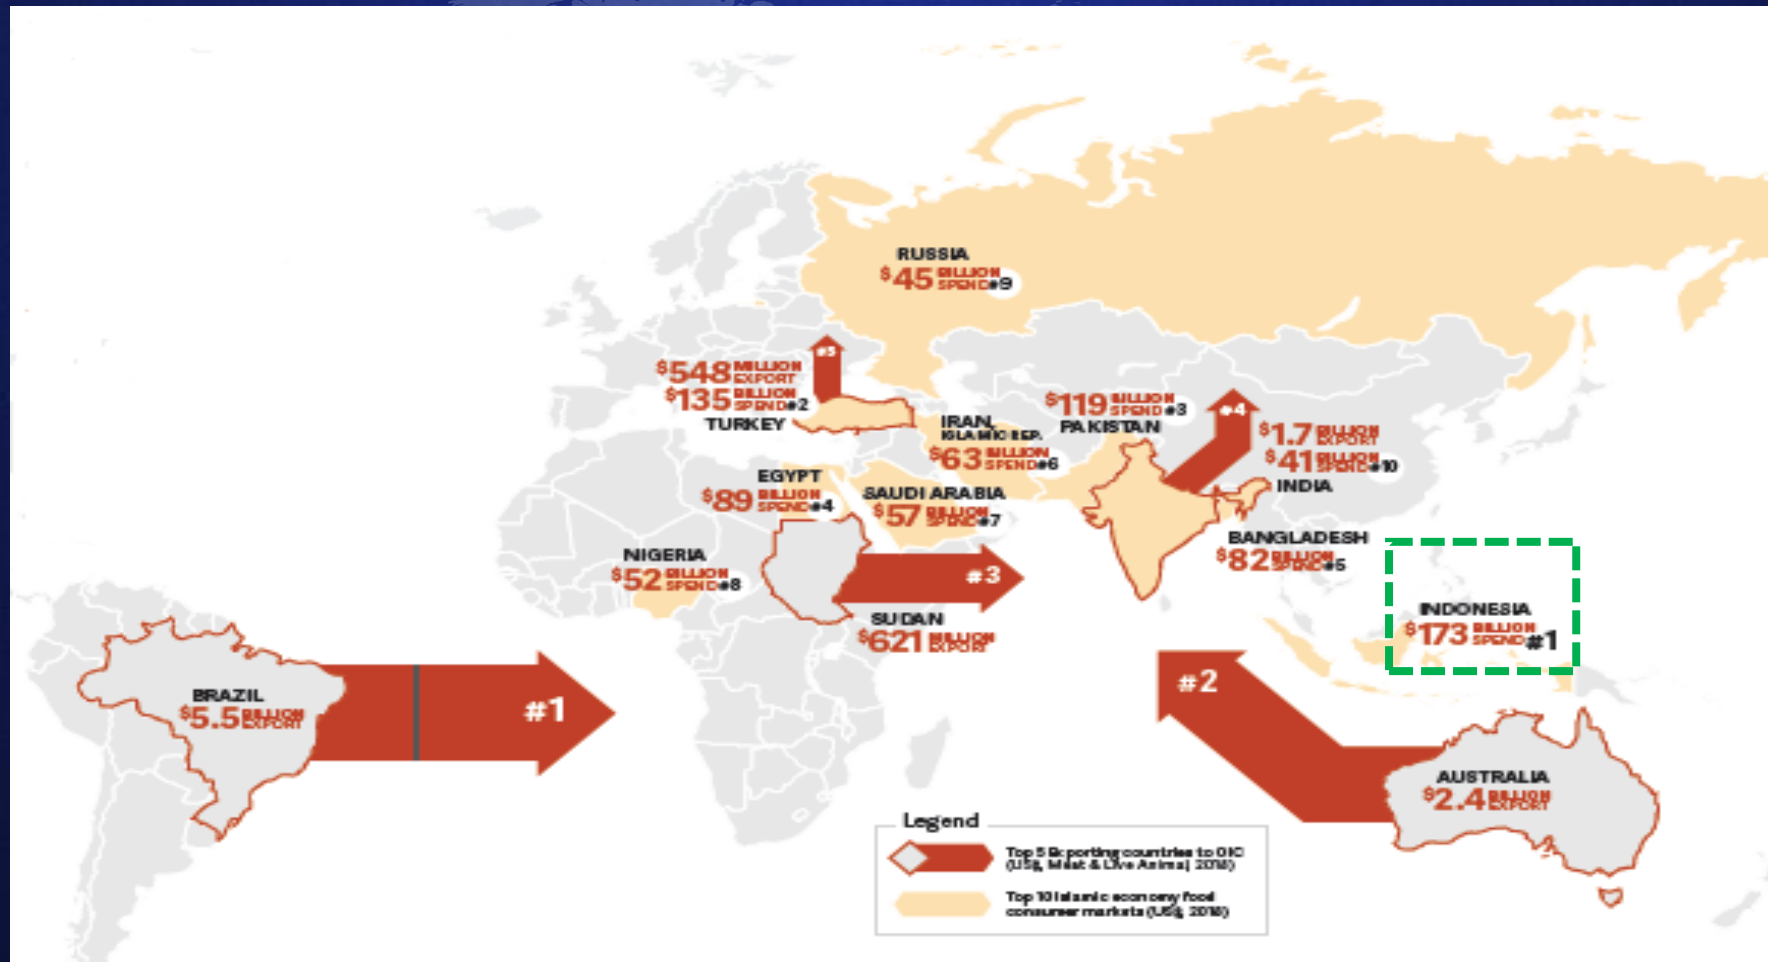 RUSSIA
$45 BILLION SPEND #9
#5
$548 MILLION EXPORT
$135 BILLION SPEND #2
TURKEY
$119 BILLION SPEND #3
PAKISTAN
#4
IRAN,
ISLAMIC REP.
$63 BILLION SPEND #6
$1.7 BILLION EXPORT
$41 BILLION SPEND #10
INDIA
EGYPT
$89 BILLION SPEND #4
SAUDI ARABIA
$57 BILLION SPEND #7
BANGLADESH
$82 BILLION SPEND #5
NIGERIA
$52 BILLION SPEND #8
#3
SUDAN
$621 MILLION EXPORT
INDONESIA
$173 BILLION SPEND #1
BRAZIL
$5.5 BILLION EXPORT
#1
#2
AUSTRALIA
$2.4 BILLION EXPORT
Legend
Top 5 Exporting countries to OIC
(US$, Meat & Live Animal, 2018)
Top 10 Islamic economy food
consumer markets (US$, 2018)